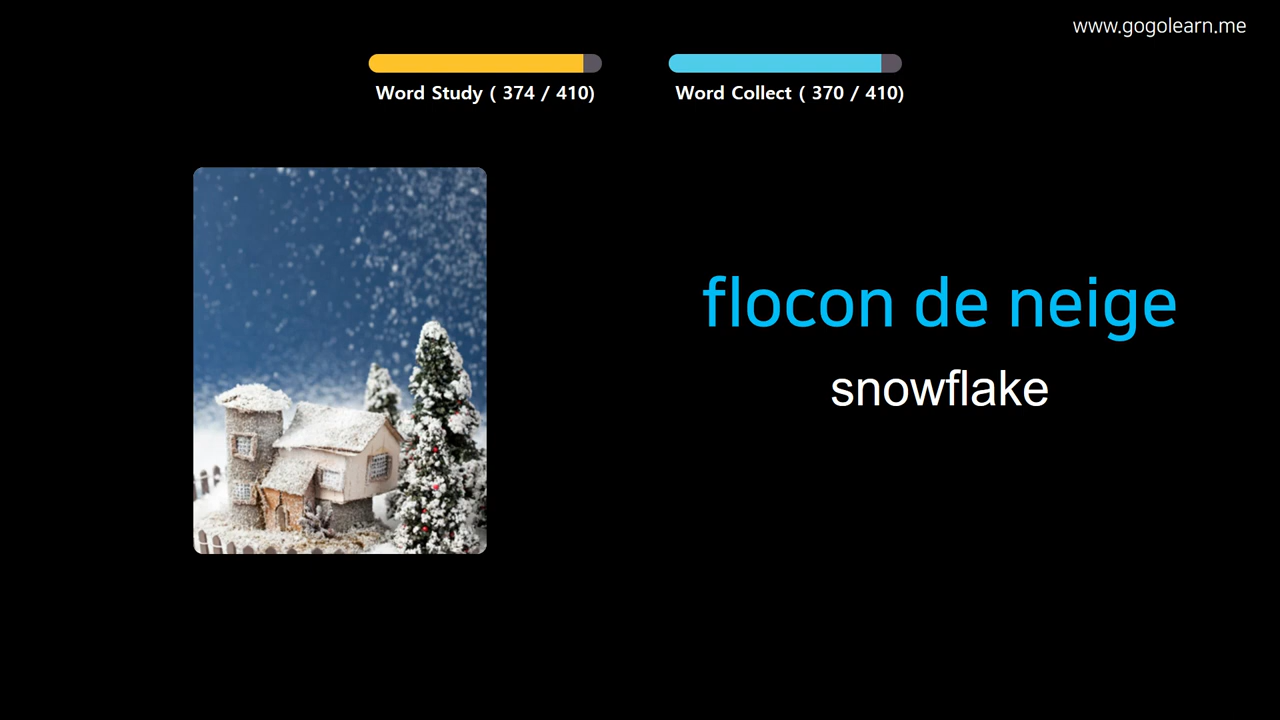 www.gogolearn.me
Word Study ( 374 / 410)
Word Collect ( 370 / 410)
flocon de neige
snowflake